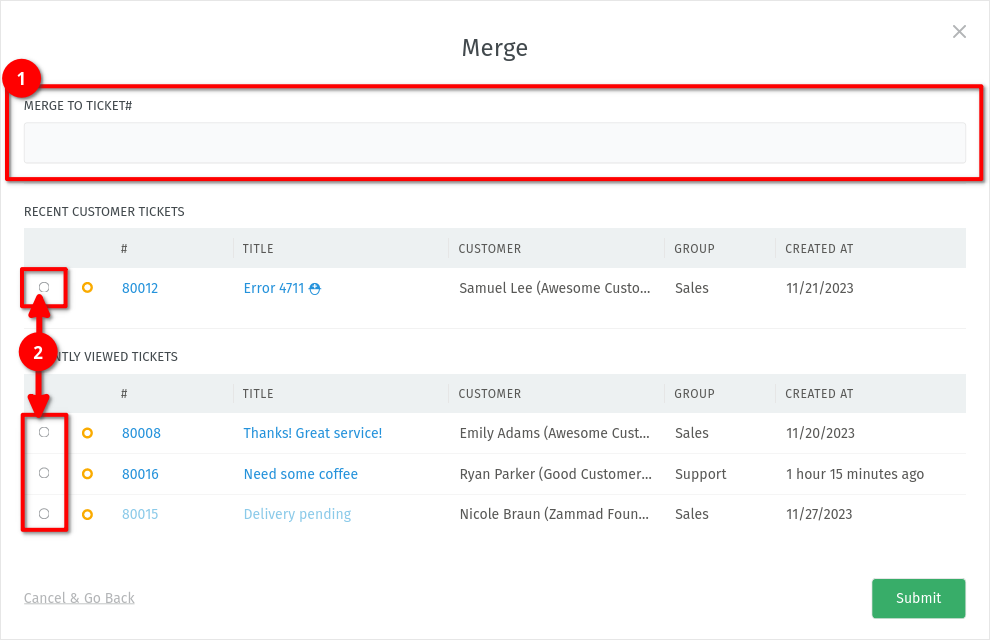 Merge
1
MERGE TO TICKET#
RECENT CUSTOMER TICKETS
# TITLE CUSTOMER GROUP CREATED AT
80012 Error 4711 Samuel Lee (Awesome Custo... Sales 11/21/2023
2
NTLY VIEWED TICKETS
# TITLE CUSTOMER GROUP CREATED AT
80008 Thanks! Great service! Emily Adams (Awesome Cust... Sales 11/20/2023
80016 Need some coffee Ryan Parker (Good Customer... Support 1 hour 15 minutes ago
80015 Delivery pending Nicole Braun (Zammad Foun... Sales 11/27/2023
Cancel & Go Back Submit